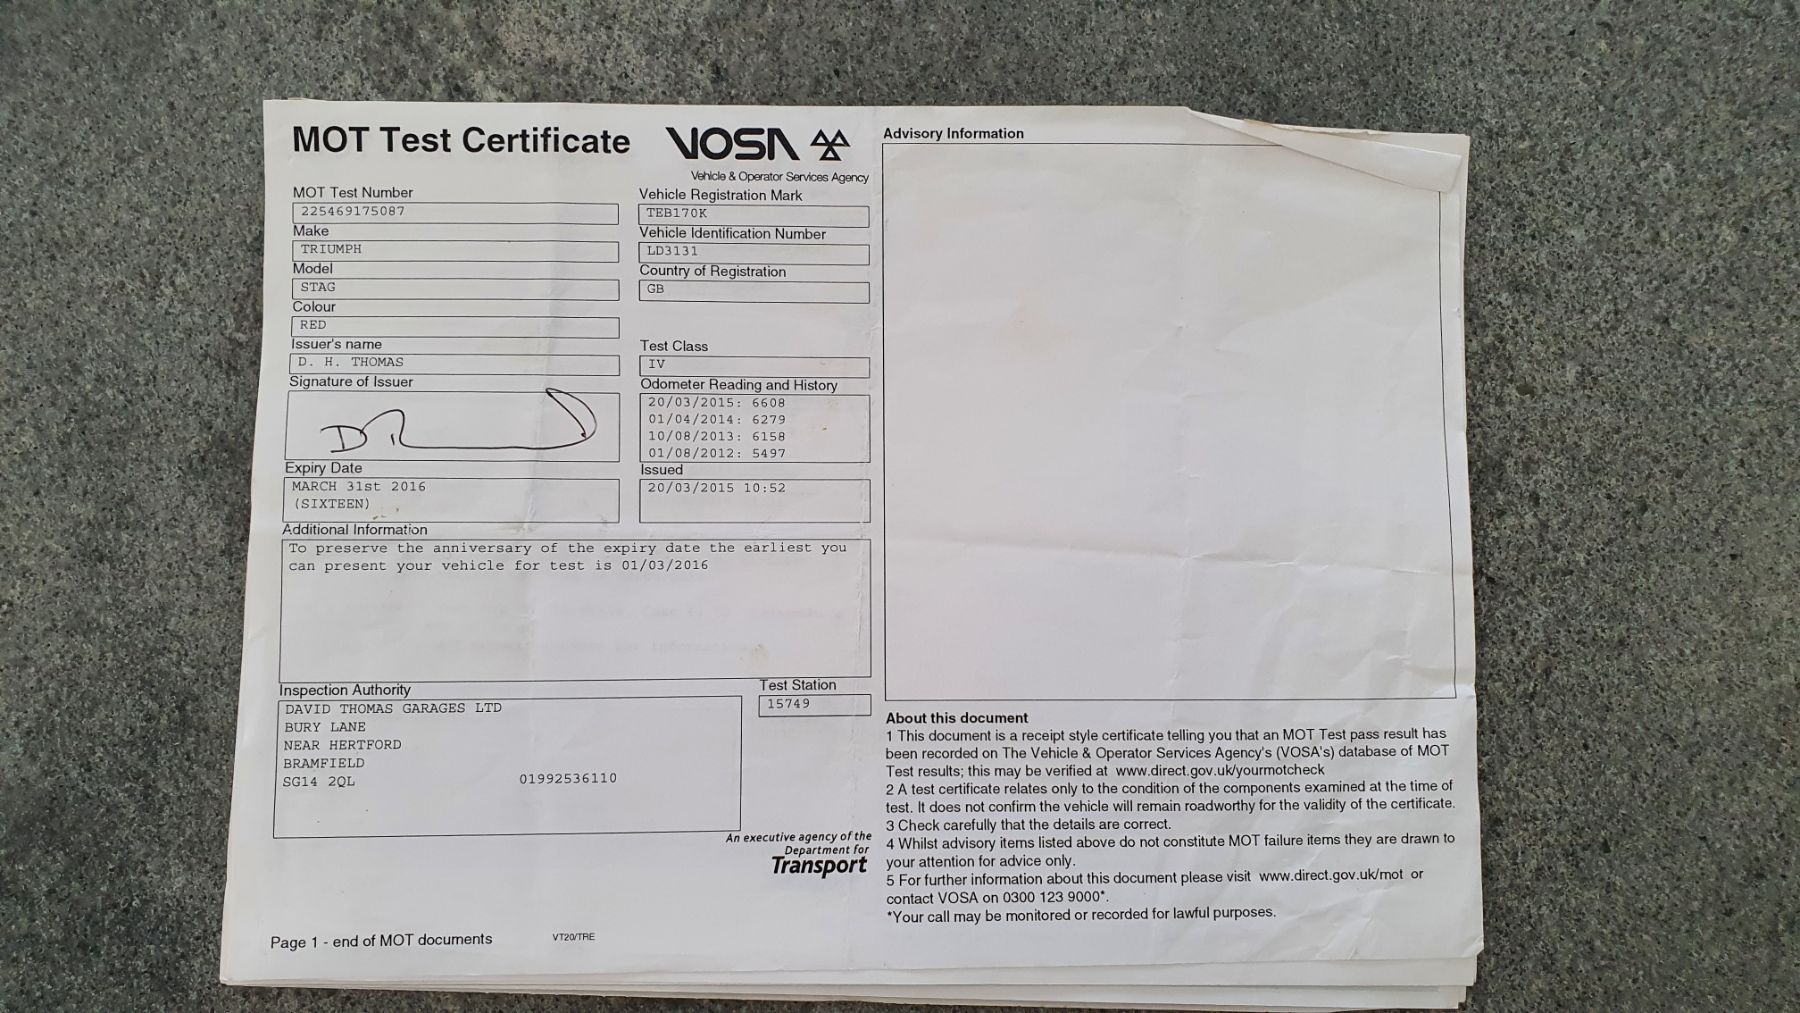 MOT Test Certificate
VOSA
Vehicle & Operator Services Agency
MOT Test Number
225469175087
Vehicle Registration Mark
TEB170K
Make
TRIUMPH
Vehicle Identification Number
LD3131
Model
STAG
Country of Registration
GB
Colour
RED
Issuer's name
D. H. THOMAS
Test Class
IV
Signature of Issuer
Odometer Reading and History
20/03/2015: 6608
01/04/2014: 6279
10/08/2013: 6158
01/08/2012: 5497
Expiry Date
MARCH 31st 2016
(SIXTEEN)
Issued
20/03/2015 10:52
Additional Information
To preserve the anniversary of the expiry date the earliest you
can present your vehicle for test is 01/03/2016
Inspection Authority
DAVID THOMAS GARAGES LTD
BURY LANE
NEAR HERTFORD
BRAMFIELD
SG14 2QL 01992536110
Test Station
15749
An executive agency of the
Department for
Transport
Page 1 - end of MOT documents
VT20/TRE
Advisory Information
About this document
1 This document is a receipt style certificate telling you that an MOT Test pass result has
been recorded on The Vehicle & Operator Services Agency's (VOSA's) database of MOT
Test results; this may be verified at www.direct.gov.uk/yourmotcheck
2 A test certificate relates only to the condition of the components examined at the time of
test. It does not confirm the vehicle will remain roadworthy for the validity of the certificate.
3 Check carefully that the details are correct.
4 Whilst advisory items listed above do not constitute MOT failure items they are drawn to
your attention for advice only.
5 For further information about this document please visit www.direct.gov.uk/mot or
contact VOSA on 0300 123 9000*.
*Your call may be monitored or recorded for lawful purposes.